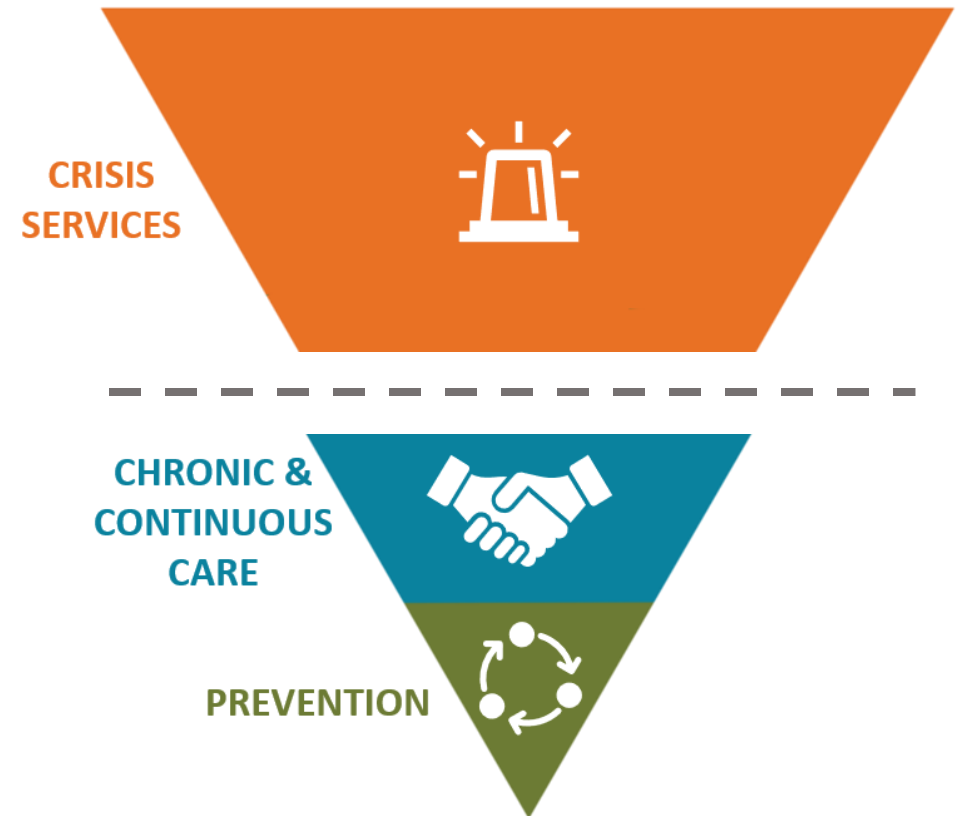 CRISIS
SERVICES
CHRONIC &
CONTINUOUS
CARE
PREVENTION